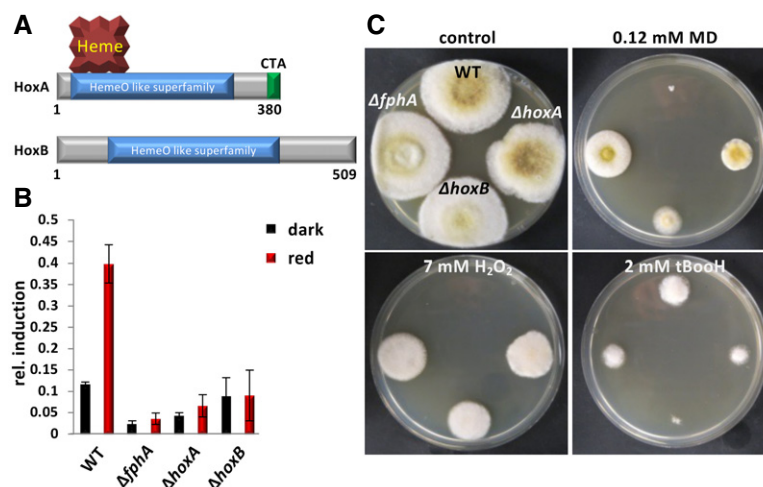 A
Heme
CTA
HoxA
HemeO like superfamily
1 380
HoxB
HemeO like superfamily
1 509
B
0.5
0.45
0.4
0.35
0.3
0.25
0.2
0.15
0.1
0.05
0
rel. induction
dark
red
WT
ΔfphA
ΔhoxA
ΔhoxB
C
control
0.12 mM MD
WT
ΔfphA
ΔhoxA
ΔhoxB
7 mM H₂O₂
2 mM tBooH